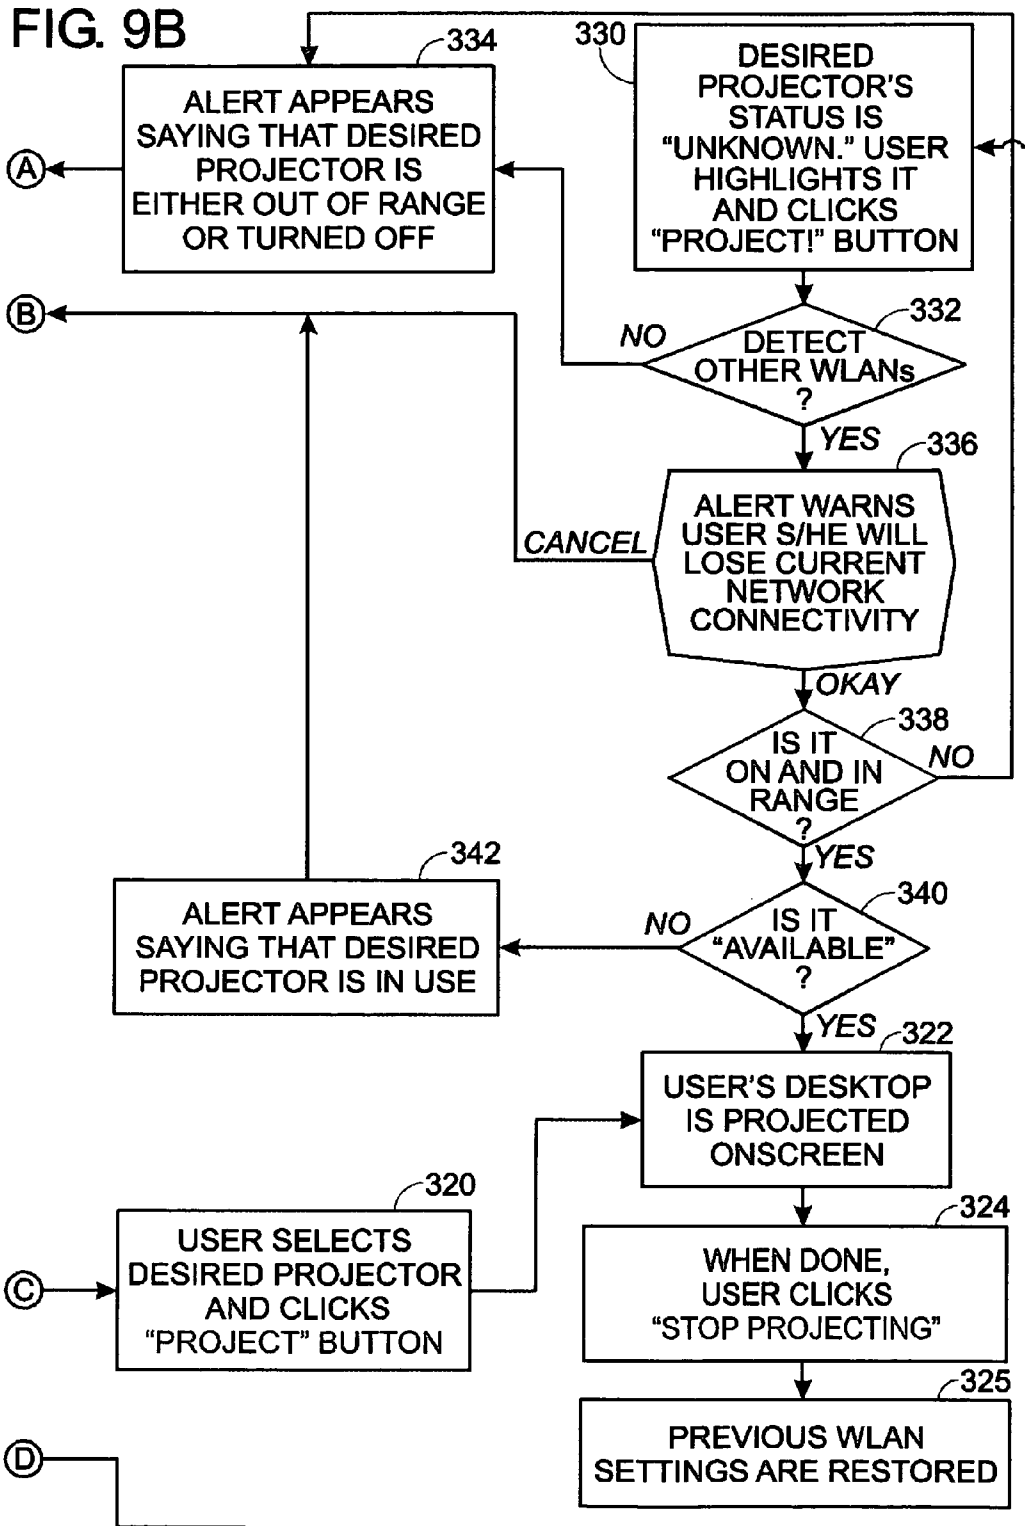 FIG. 9B
334
ALERT APPEARS
SAYING THAT DESIRED
PROJECTOR IS
EITHER OUT OF RANGE
OR TURNED OFF
A
330
DESIRED
PROJECTOR'S
STATUS IS
“UNKNOWN.” USER
HIGHLIGHTS IT
AND CLICKS
“PROJECT!” BUTTON
B
332
NO
DETECT
OTHER WLANs
?
YES
336
ALERT WARNS
USER S/HE WILL
LOSE CURRENT
NETWORK
CONNECTIVITY
CANCEL
OKAY
338
IS IT
ON AND IN
RANGE
?
NO
YES
342
ALERT APPEARS
SAYING THAT DESIRED
PROJECTOR IS IN USE
340
NO
IS IT
“AVAILABLE”
?
YES
322
USER'S DESKTOP
IS PROJECTED
ONSCREEN
320
C
USER SELECTS
DESIRED PROJECTOR
AND CLICKS
“PROJECT” BUTTON
324
WHEN DONE,
USER CLICKS
“STOP PROJECTING”
325
PREVIOUS WLAN
SETTINGS ARE RESTORED
D